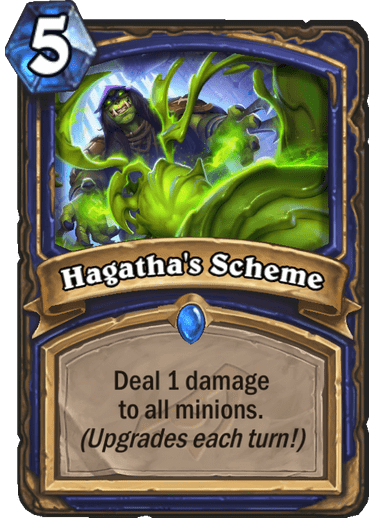 5
Hagatha's Scheme
Deal 1 damage
to all minions.
(Upgrades each turn!)